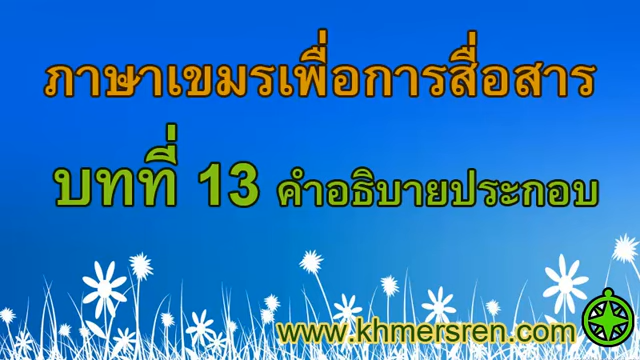 ภาษาเขมรเพื่อการสื่อสาร
บทที่ 13 คำอธิบายประกอบ
www.khmersren.com